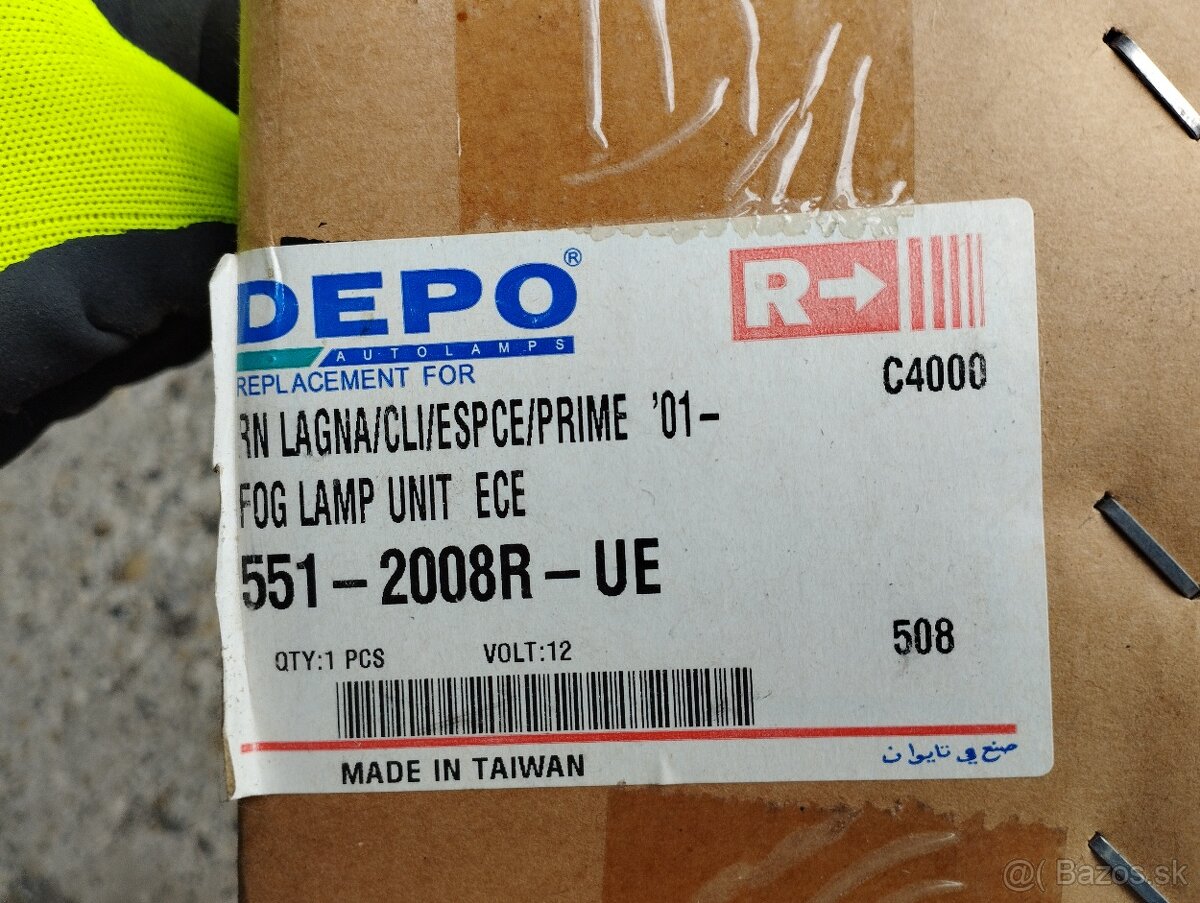 DEPO®
R→
AUTOLAMPS
REPLACEMENT FOR
C4000
RN LAGNA/CLI/ESPCE/PRIME '01-
FOG LAMP UNIT ECE
551-2008R-UE
QTY:1 PCS VOLT:12
508
MADE IN TAIWAN
صنع في تايوان
@( Bazos.sk